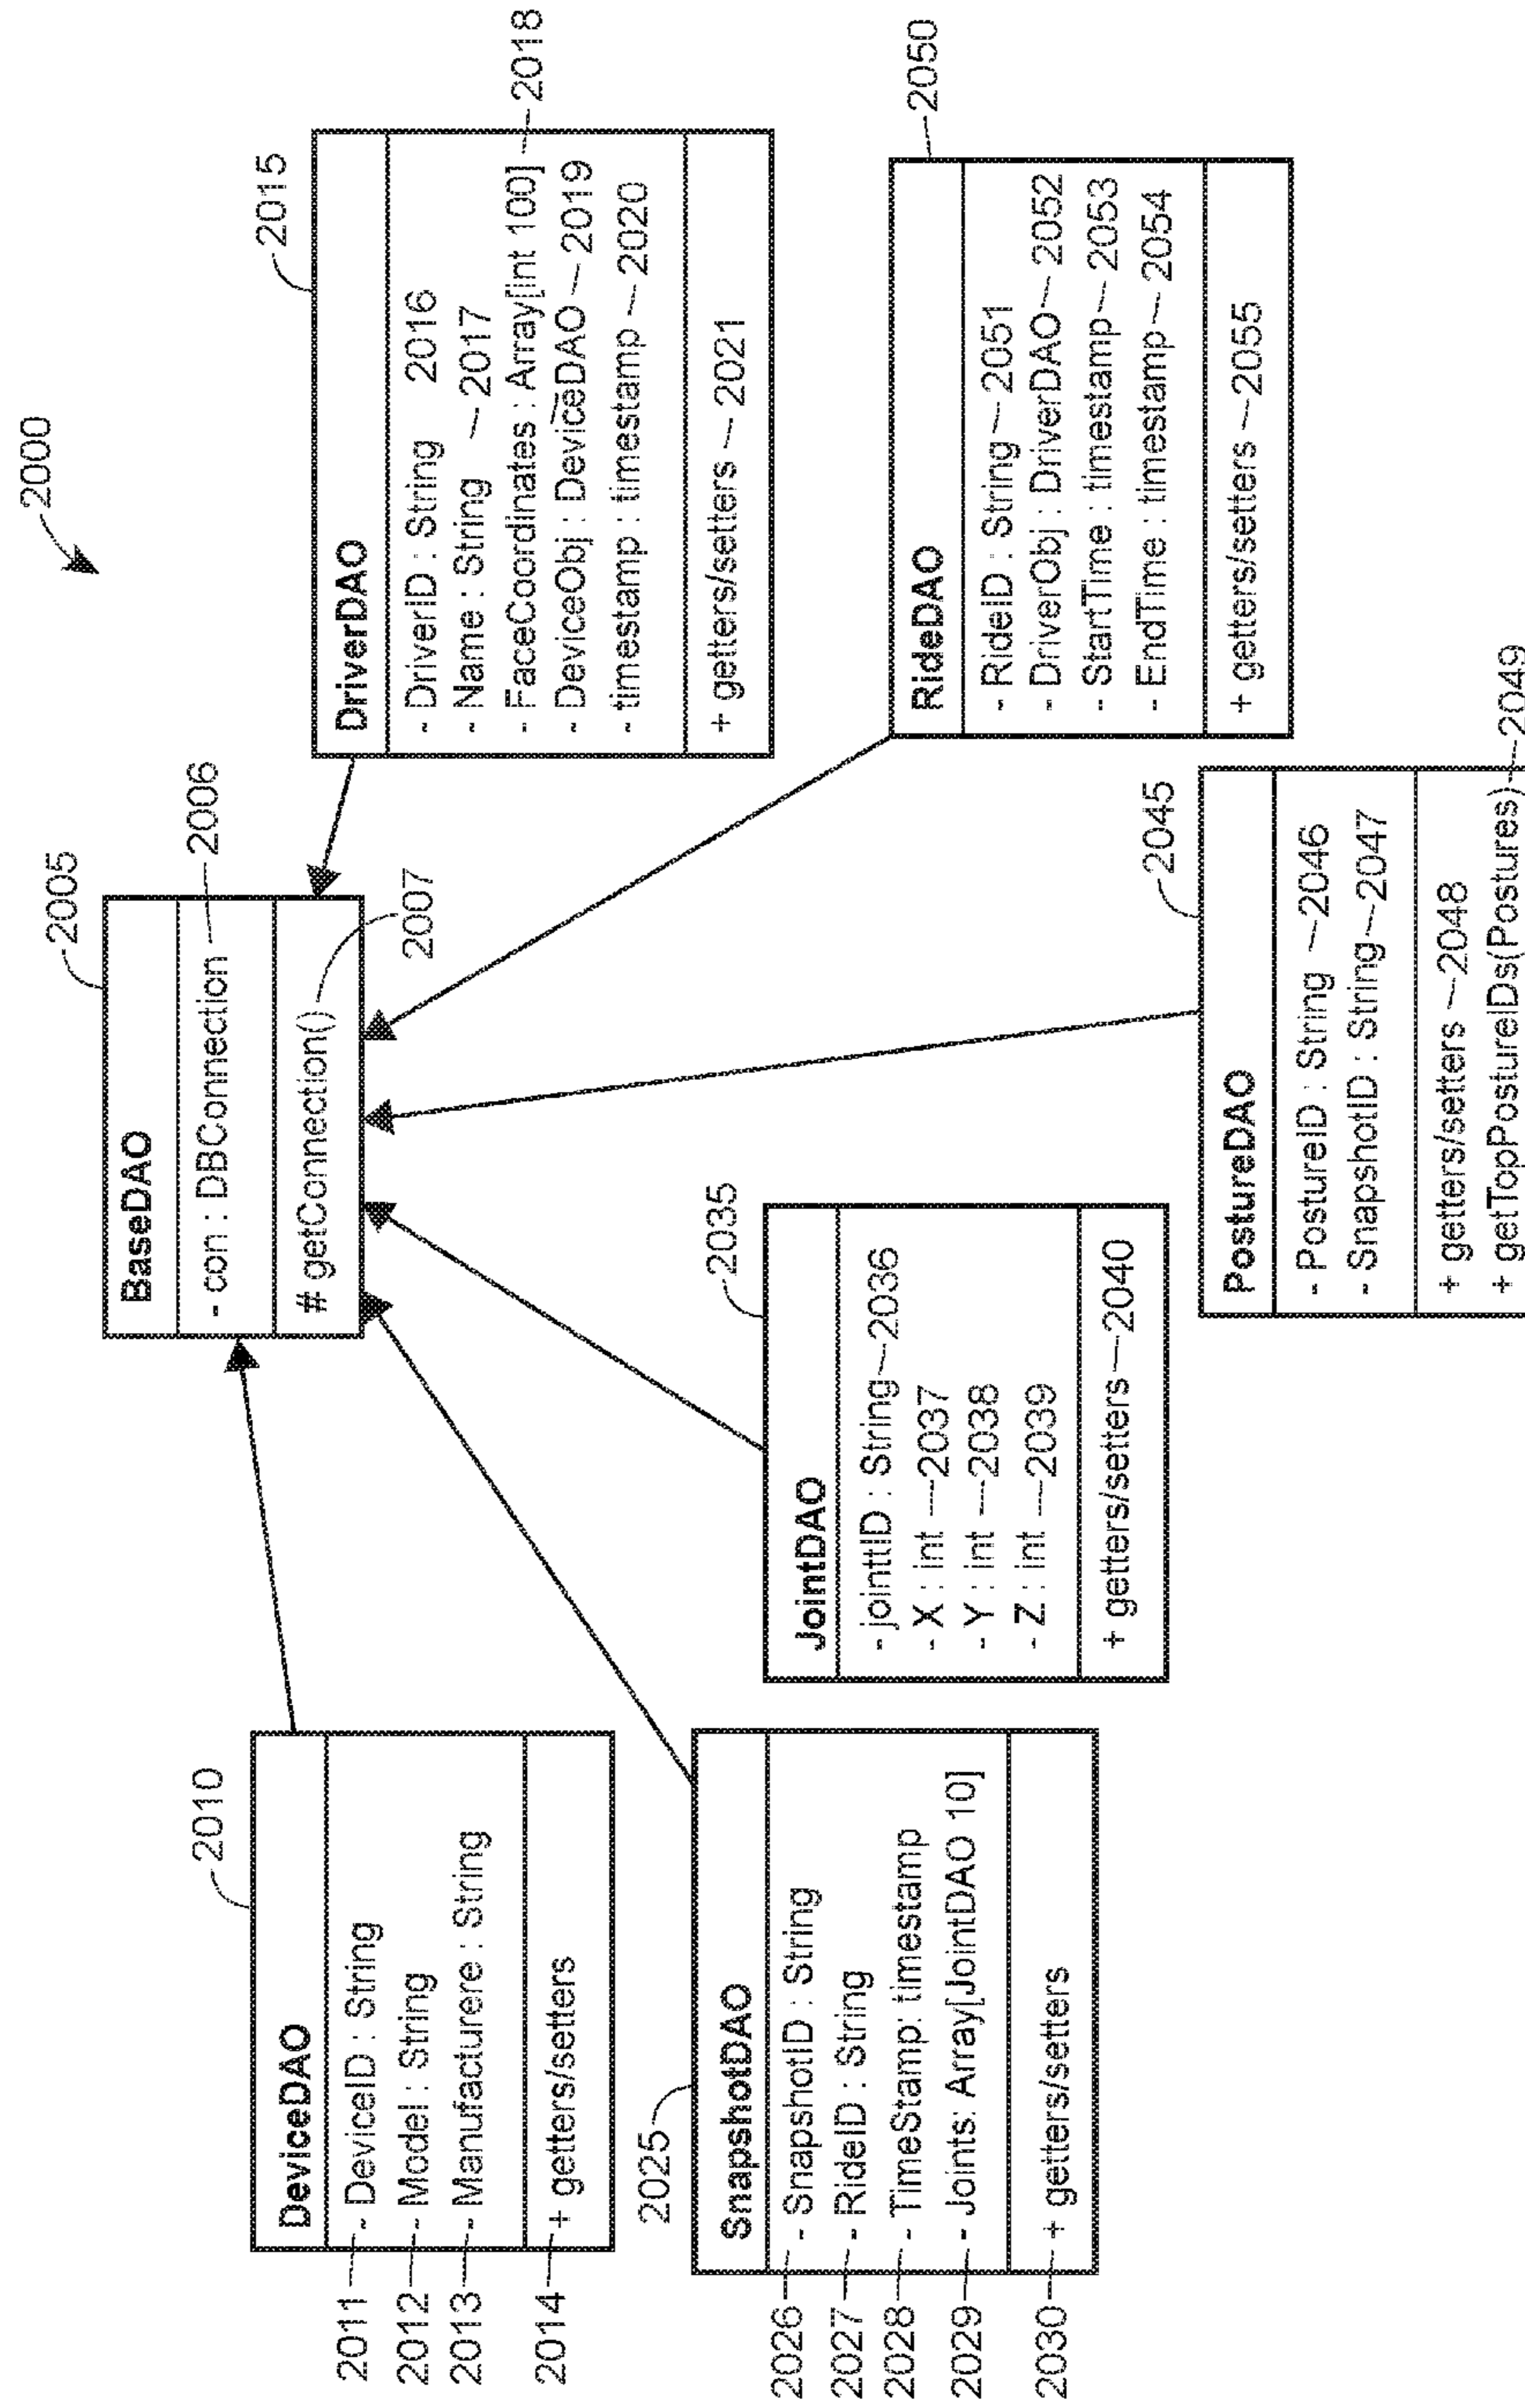 2000
2005
BaseDAO
- con : DBConnection 2006
# getConnection()
2007
2010
DeviceDAO
2011 - DeviceID : String
2012 - Model : String
2013 - Manufacturere : String
2014 + getters/setters
2015
DriverDAO
- DriverID : String 2016
- Name : String 2017
- FaceCoordinates : Array[int 100] 2018
- DeviceObj : DeviceDAO 2019
- timestamp : timestamp 2020
+ getters/setters 2021
2025
SnapshotDAO
2026 - SnapshotID : String
2027 - RideID : String
2028 - TimeStamp: timestamp
2029 - Joints: Array[JointDAO 10]
2030 + getters/setters
2035
JointDAO
- jointtID : String 2036
- X : int 2037
- Y : int 2038
- Z : int 2039
+ getters/setters 2040
2045
PostureDAO
- PostureID : String 2046
- SnapshotID : String 2047
+ getters/setters 2048
+ getTopPostureIDs(Postures) 2049
2050
RideDAO
- RideID : String 2051
- DriverObj : DriverDAO 2052
- StartTime : timestamp 2053
- EndTime : timestamp 2054
+ getters/setters 2055